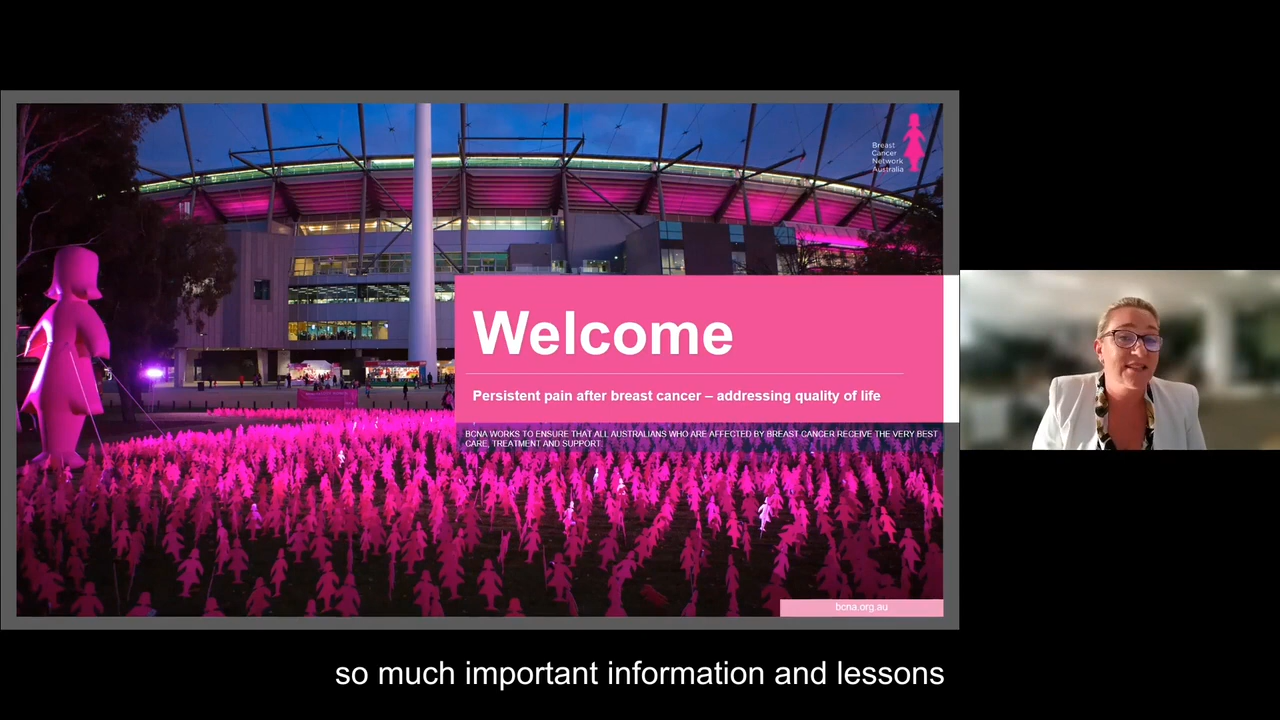 Breast
Cancer
Network
Australia
Welcome
Persistent pain after breast cancer – addressing quality of life
BCNA WORKS TO ENSURE THAT ALL AUSTRALIANS WHO ARE AFFECTED BY BREAST CANCER RECEIVE THE VERY BEST
CARE, TREATMENT AND SUPPORT
bcna.org.au
so much important information and lessons